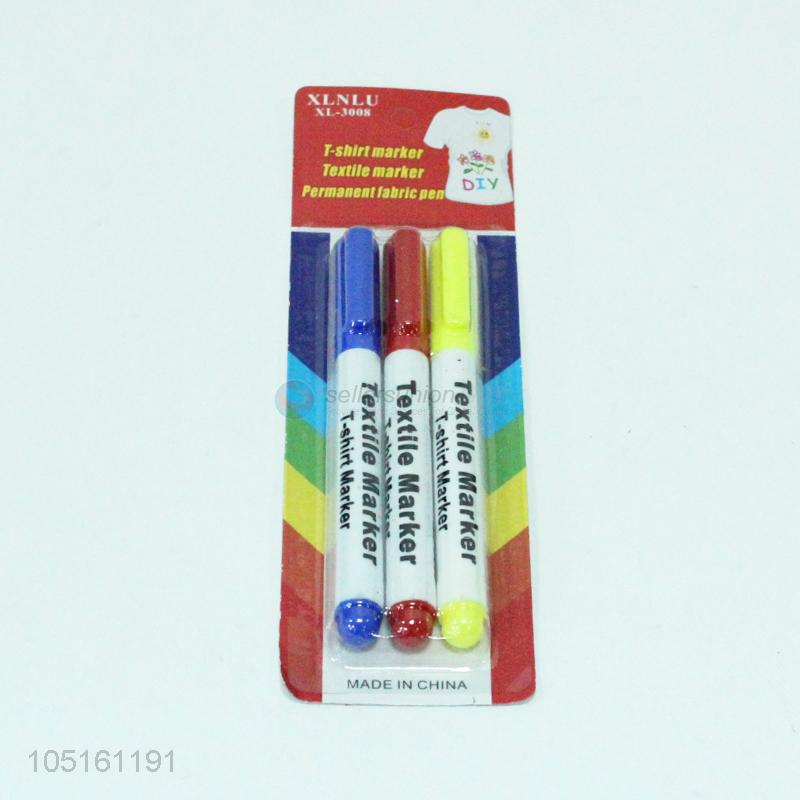 XLNLU
XL-3008
T-shirt marker
Textile marker
Permanent fabric pen
DIY
Textile Marker
T-shirt Marker
Textile Marker
T-shirt Marker
Textile Marker
T-shirt Marker
sellersunion
MADE IN CHINA
105161191